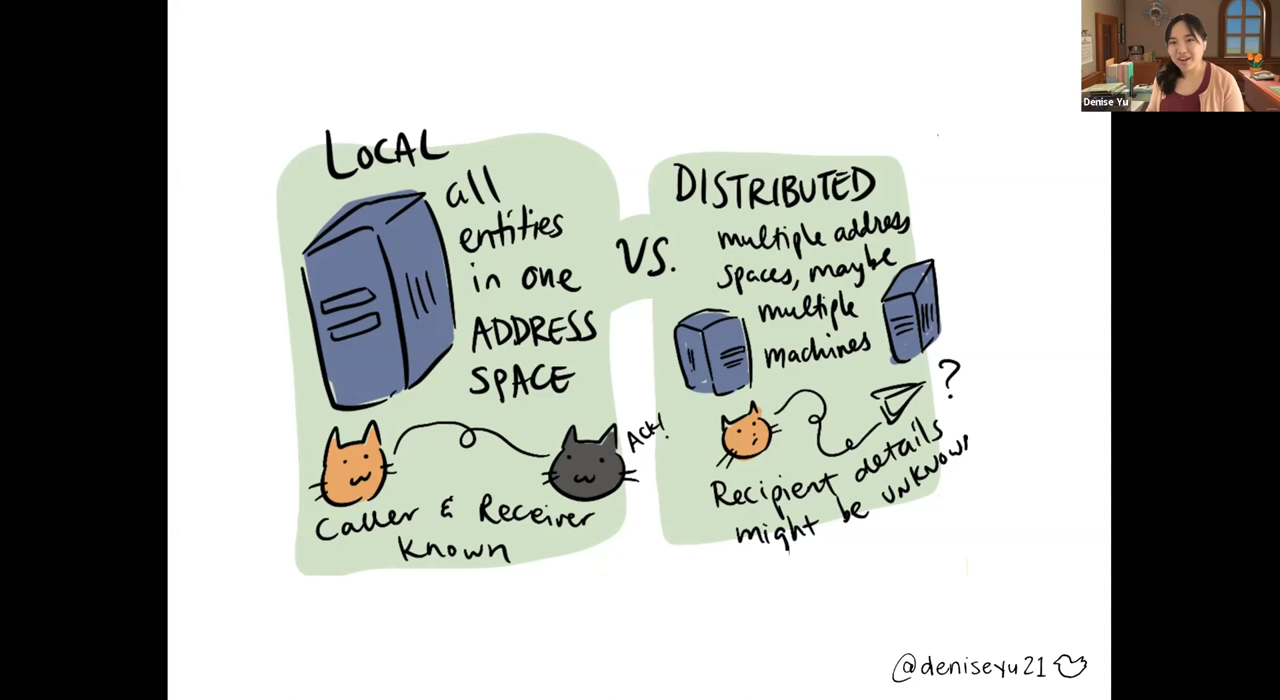 LOCAL
all
entities
in one
ADDRESS
SPACE
Ack!
Caller & Receiver
known
VS.
DISTRIBUTED
multiple address
spaces, maybe
multiple
machines
?
Recipient details
might be unknown
@deniseyu21
Denise Yu